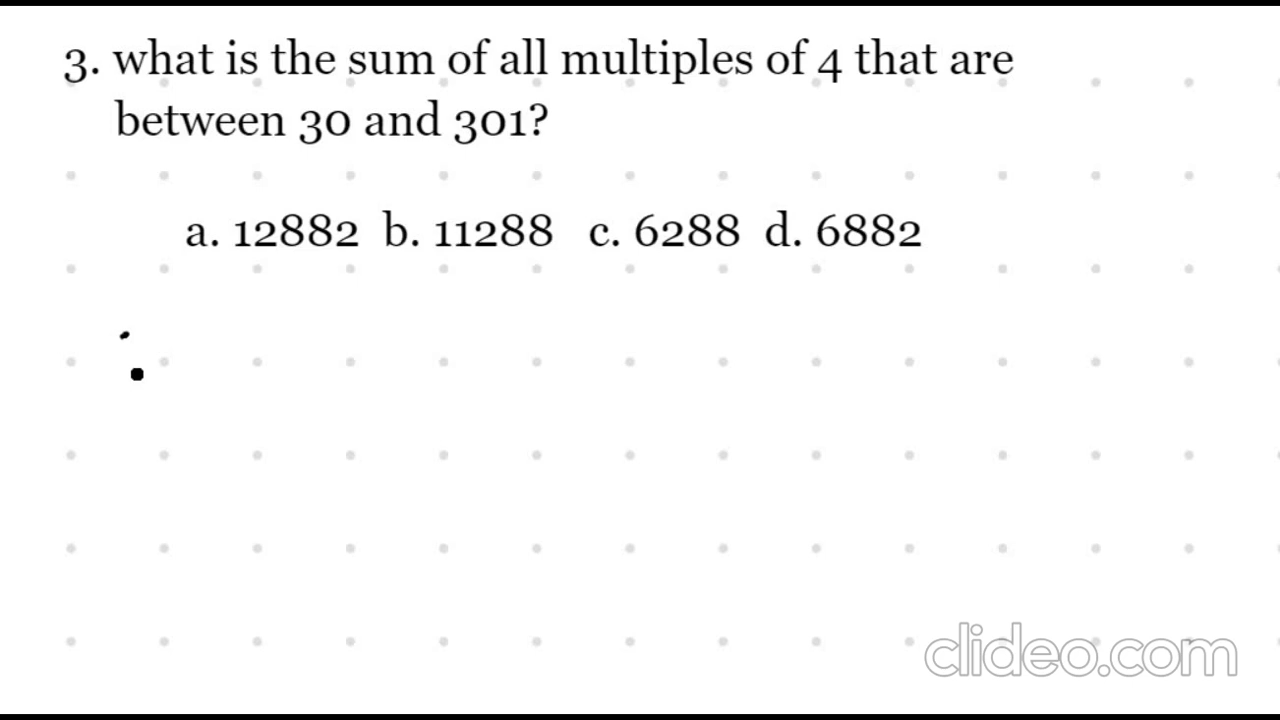 3. what is the sum of all multiples of 4 that are
between 30 and 301?
a. 12882 b. 11288 c. 6288 d. 6882
clideo.com